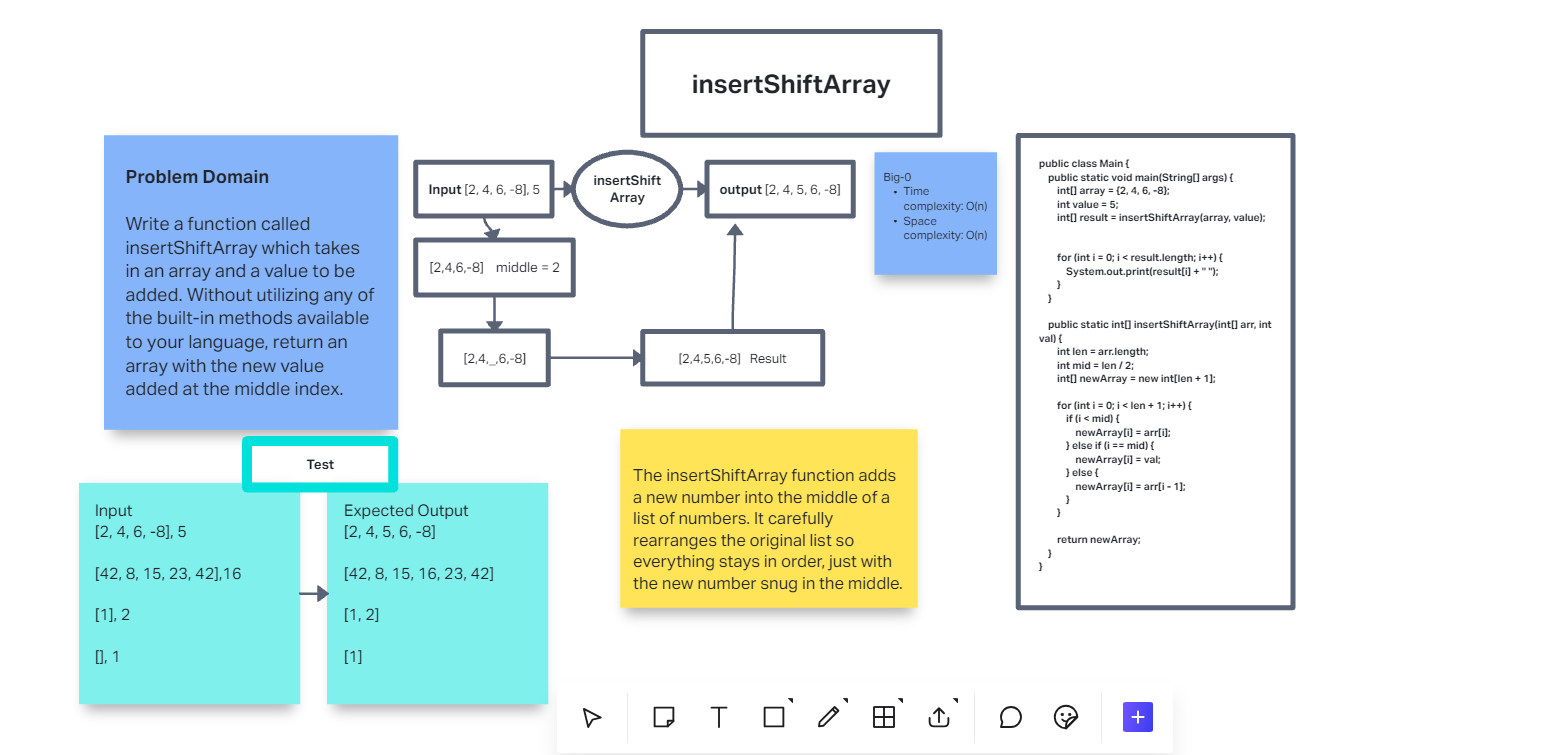 insertShiftArray
Problem Domain
Write a function called
insertShiftArray which takes
in an array and a value to be
added. Without utilizing any of
the built-in methods available
to your language, return an
array with the new value
added at the middle index.
Input [2, 4, 6, -8], 5
insertShift
Array
output [2, 4, 5, 6, -8]
[2,4,6,-8] middle = 2
[2,4,_,6,-8]
[2,4,5,6,-8] Result
Big-0
• Time
complexity: O(n)
• Space
complexity: O(n)
public class Main {
public static void main(String[] args) {
int[] array = {2, 4, 6, -8};
int value = 5;
int[] result = insertShiftArray(array, value);
for (int i = 0; i < result.length; i++) {
System.out.print(result[i] + " ");
}
}
public static int[] insertShiftArray(int[] arr, int
val) {
int len = arr.length;
int mid = len / 2;
int[] newArray = new int[len + 1];
for (int i = 0; i < len + 1; i++) {
if (i < mid) {
newArray[i] = arr[i];
} else if (i == mid) {
newArray[i] = val;
} else {
newArray[i] = arr[i - 1];
}
}
return newArray;
}
}
Test
Input
[2, 4, 6, -8], 5
[42, 8, 15, 23, 42],16
[1], 2
[], 1
Expected Output
[2, 4, 5, 6, -8]
[42, 8, 15, 16, 23, 42]
[1, 2]
[1]
The insertShiftArray function adds
a new number into the middle of a
list of numbers. It carefully
rearranges the original list so
everything stays in order, just with
the new number snug in the middle.